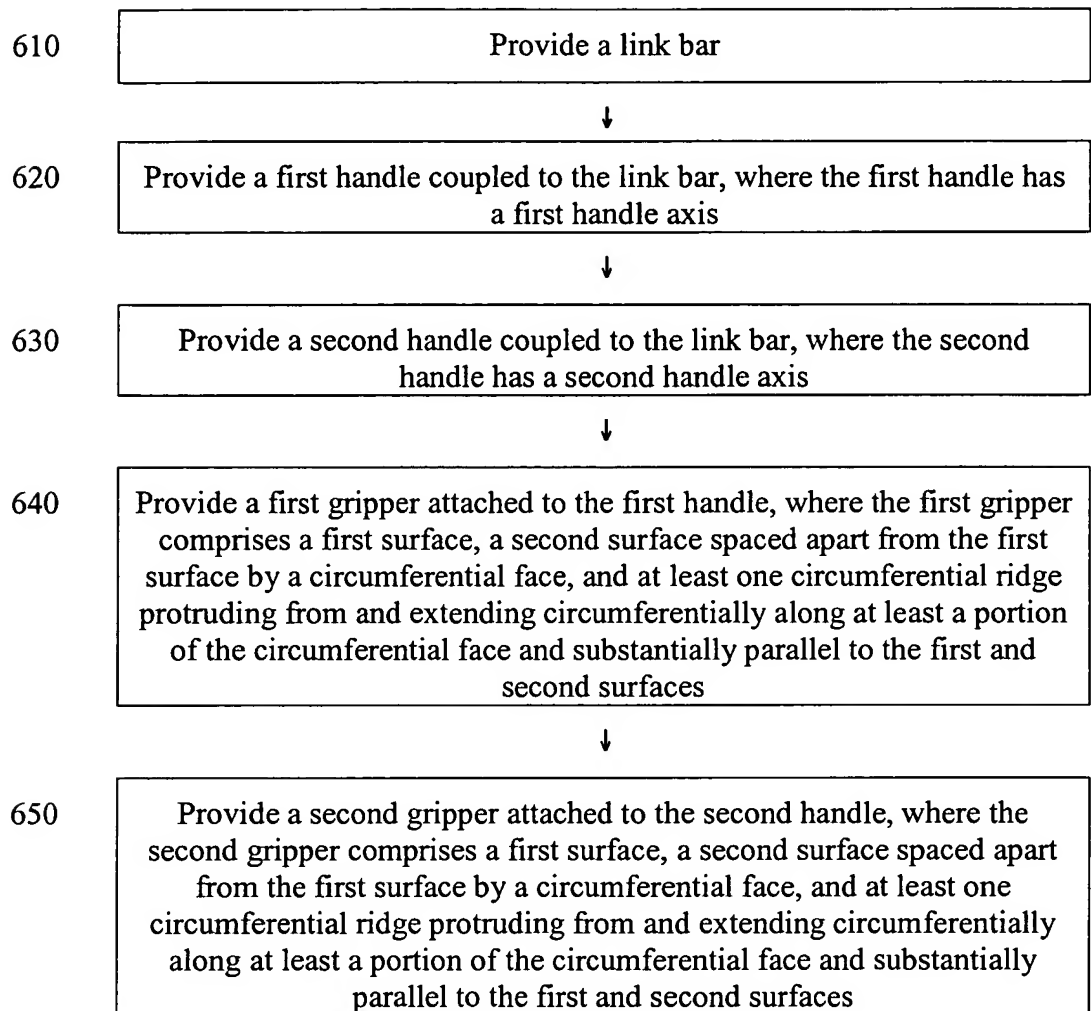 610
Provide a link bar
↓
620
Provide a first handle coupled to the link bar, where the first handle has
a first handle axis
↓
630
Provide a second handle coupled to the link bar, where the second
handle has a second handle axis
↓
640
Provide a first gripper attached to the first handle, where the first gripper
comprises a first surface, a second surface spaced apart from the first
surface by a circumferential face, and at least one circumferential ridge
protruding from and extending circumferentially along at least a portion
of the circumferential face and substantially parallel to the first and
second surfaces
↓
650
Provide a second gripper attached to the second handle, where the
second gripper comprises a first surface, a second surface spaced apart
from the first surface by a circumferential face, and at least one
circumferential ridge protruding from and extending circumferentially
along at least a portion of the circumferential face and substantially
parallel to the first and second surfaces